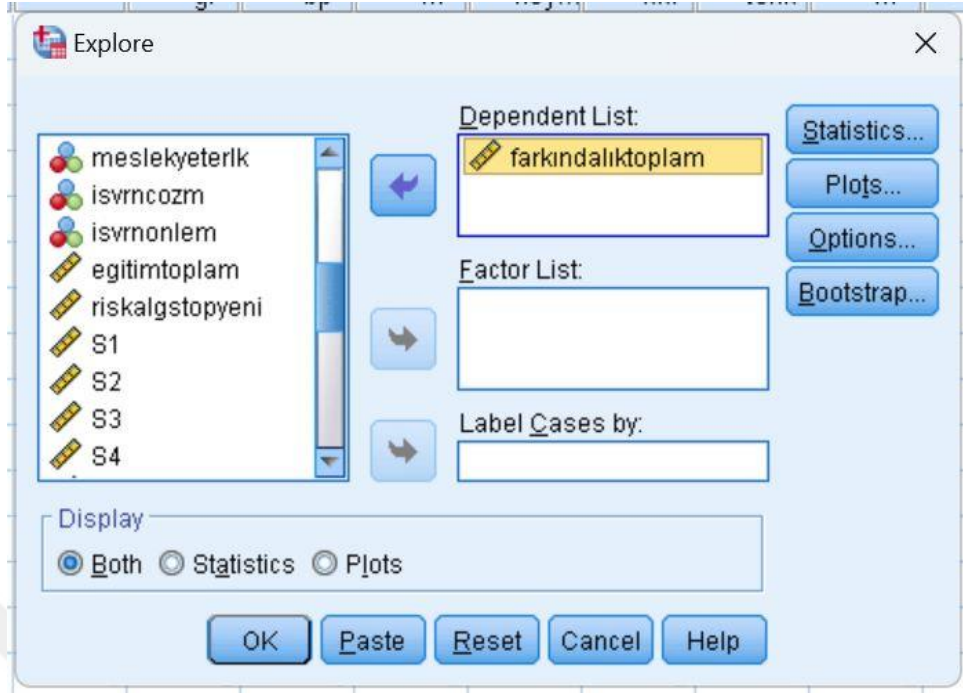 Explore
meslekyeterlk
isvrncozm
isvrnonlem
egitimtoplam
riskalgstopyeni
S1
S2
S3
S4
Dependent List:
farkındalıktoplam
Factor List:
Label Cases by:
Statistics...
Plots...
Options...
Bootstrap...
Display
Both Statistics Plots
OK Paste Reset Cancel Help